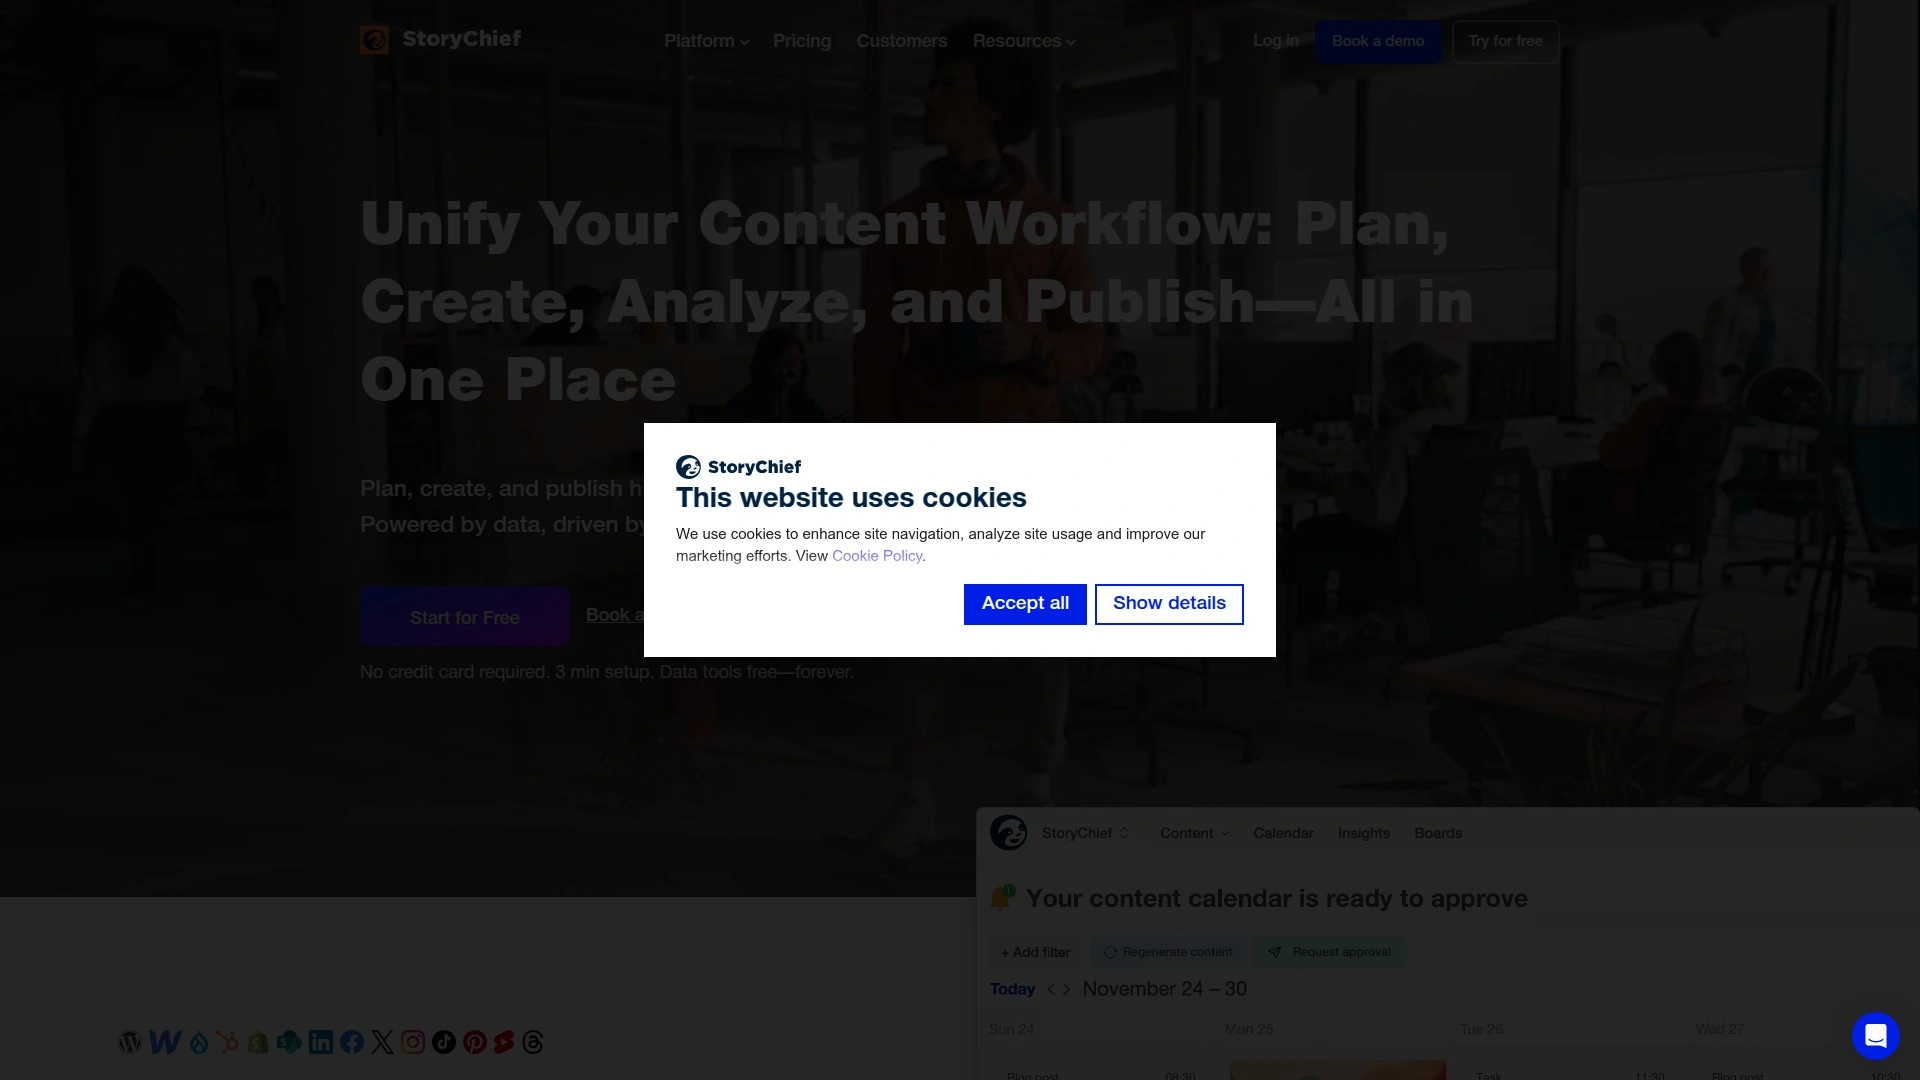 StoryChief
Platform
Pricing
Customers
Resources
Log in
Book a demo
Try for free
Unify Your Content Workflow: Plan,
Create, Analyze, and Publish—All in
One Place
Plan, create, and publish h
Powered by data, driven by
Start for Free
Book a
No credit card required. 3 min setup. Data tools free—forever.
StoryChief
This website uses cookies
We use cookies to enhance site navigation, analyze site usage and improve our
marketing efforts. View Cookie Policy.
Accept all
Show details
StoryChief
Content
Calendar
Insights
Boards
1
Your content calendar is ready to approve
+ Add filter
Regenerate content
Request approval
Today
November 24 – 30
Sun 24
Mon 25
Tue 26
Wed 27
Blog post
08:30
Task
11:30
Blog post
10:30